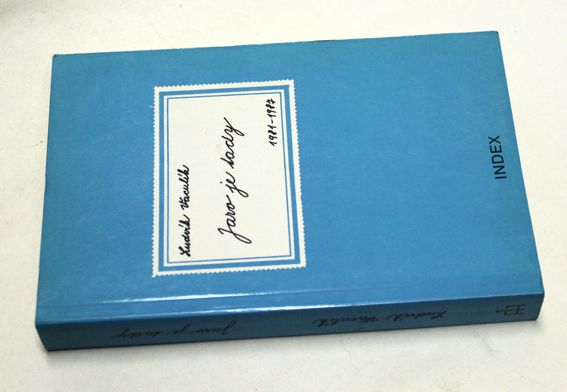 Ludvík Vaculík
Jaro je tady
1981–1987
INDEX
Ludvík Vaculík
Jaro je tady